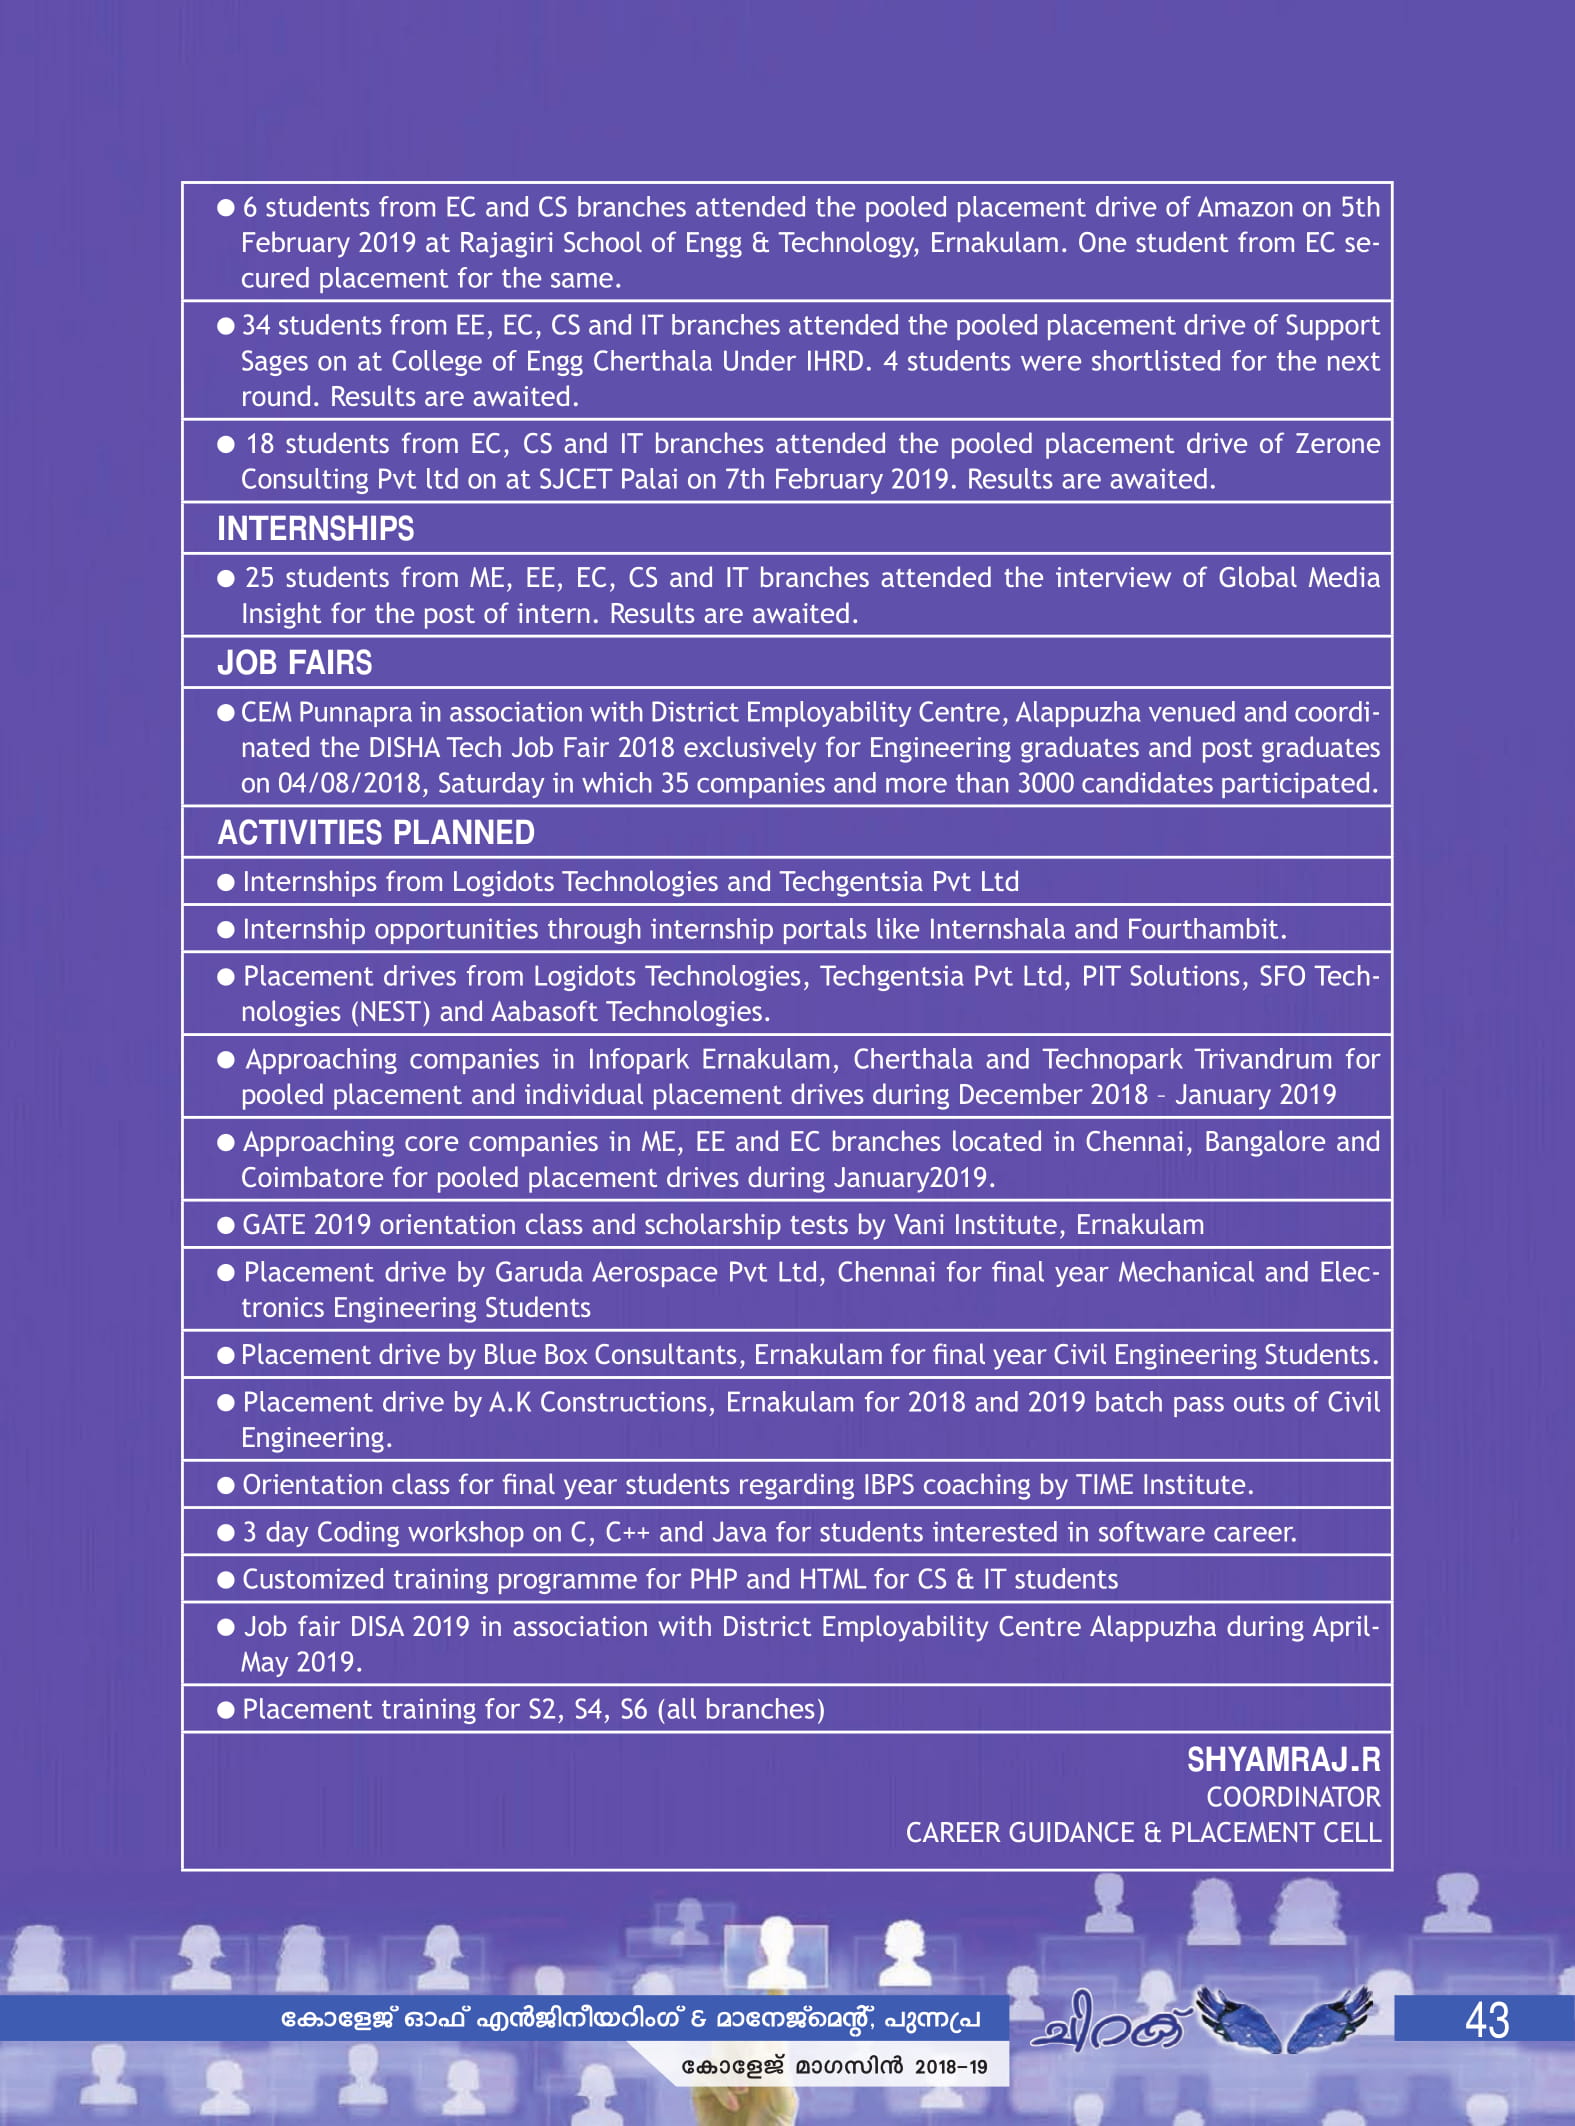 ● 6 students from EC and CS branches attended the pooled placement drive of Amazon on 5th
February 2019 at Rajagiri School of Engg & Technology, Ernakulam. One student from EC se-
cured placement for the same.
● 34 students from EE, EC, CS and IT branches attended the pooled placement drive of Support
Sages on at College of Engg Cherthala Under IHRD. 4 students were shortlisted for the next
round. Results are awaited.
● 18 students from EC, CS and IT branches attended the pooled placement drive of Zerone
Consulting Pvt ltd on at SJCET Palai on 7th February 2019. Results are awaited.
INTERNSHIPS
● 25 students from ME, EE, EC, CS and IT branches attended the interview of Global Media
Insight for the post of intern. Results are awaited.
JOB FAIRS
● CEM Punnapra in association with District Employability Centre, Alappuzha venued and coordi-
nated the DISHA Tech Job Fair 2018 exclusively for Engineering graduates and post graduates
on 04/08/2018, Saturday in which 35 companies and more than 3000 candidates participated.
ACTIVITIES PLANNED
● Internships from Logidots Technologies and Techgentsia Pvt Ltd
● Internship opportunities through internship portals like Internshala and Fourthambit.
● Placement drives from Logidots Technologies, Techgentsia Pvt Ltd, PIT Solutions, SFO Tech-
nologies (NEST) and Aabasoft Technologies.
● Approaching companies in Infopark Ernakulam, Cherthala and Technopark Trivandrum for
pooled placement and individual placement drives during December 2018 – January 2019
● Approaching core companies in ME, EE and EC branches located in Chennai, Bangalore and
Coimbatore for pooled placement drives during January2019.
● GATE 2019 orientation class and scholarship tests by Vani Institute, Ernakulam
● Placement drive by Garuda Aerospace Pvt Ltd, Chennai for final year Mechanical and Elec-
tronics Engineering Students
● Placement drive by Blue Box Consultants, Ernakulam for final year Civil Engineering Students.
● Placement drive by A.K Constructions, Ernakulam for 2018 and 2019 batch pass outs of Civil
Engineering.
● Orientation class for final year students regarding IBPS coaching by TIME Institute.
● 3 day Coding workshop on C, C++ and Java for students interested in software career.
● Customized training programme for PHP and HTML for CS & IT students
● Job fair DISA 2019 in association with District Employability Centre Alappuzha during April-
May 2019.
● Placement training for S2, S4, S6 (all branches)
SHYAMRAJ.R
COORDINATOR
CAREER GUIDANCE & PLACEMENT CELL
കോളേജ് ഓഫ് എൻജിനീയറിംഗ് & മാനേജ്മെന്റ്, പുന്നപ്ര
ചിറക്
43
കോളേജ് മാഗസിൻ 2018-19